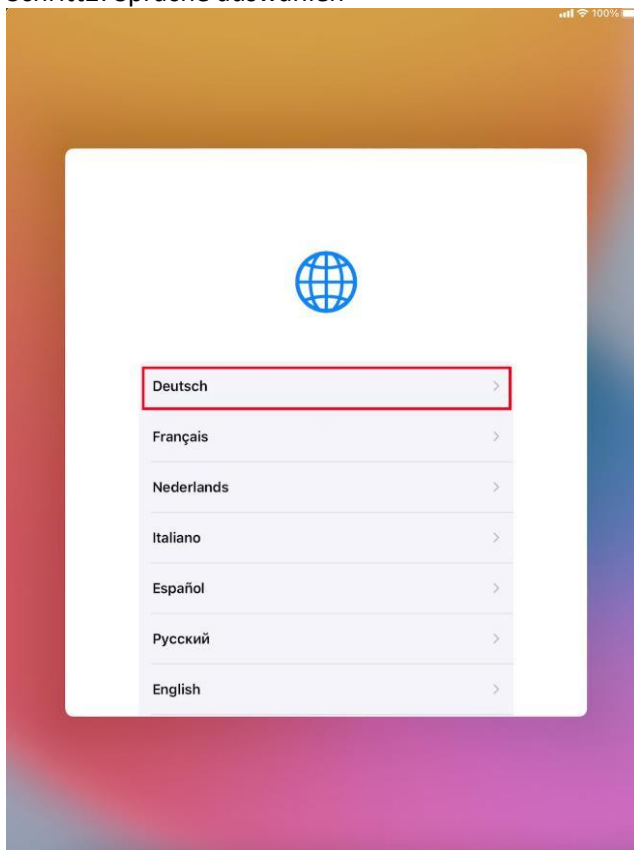 Schritt2: Sprache auswählen
100%
Deutsch
Français
Nederlands
Italiano
Español
Русский
English